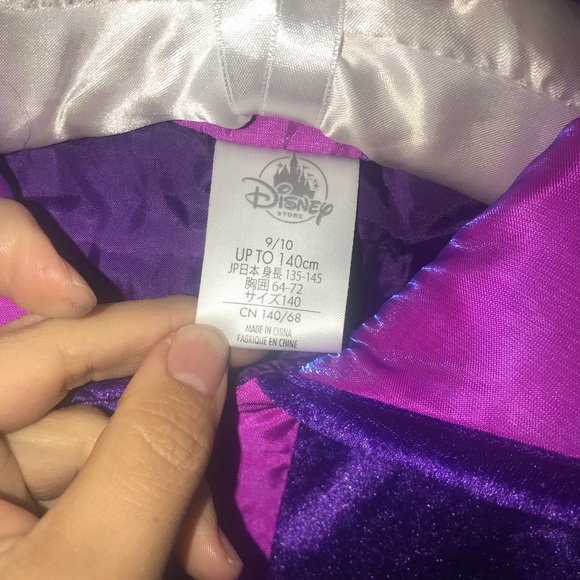 Disney
STORE
9/10
UP TO 140cm
JP日本 身長 135-145
胸囲 64-72
サイズ140
CN 140/68
MADE IN CHINA
FABRIQUE EN CHINE